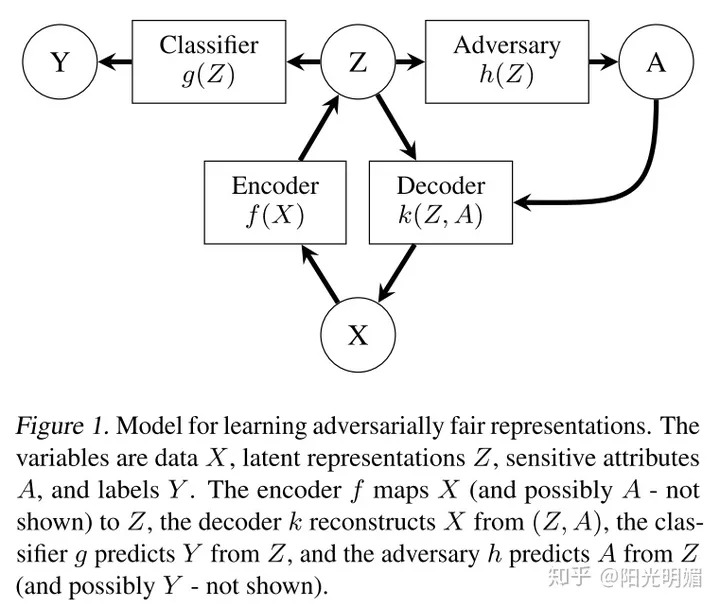 Y
Classifier
g(Z)
Z
Adversary
h(Z)
A
Encoder
f(X)
Decoder
k(Z, A)
X
Figure 1. Model for learning adversarially fair representations. The
variables are data X, latent representations Z, sensitive attributes
A, and labels Y. The encoder f maps X (and possibly A - not
shown) to Z, the decoder k reconstructs X from (Z, A), the clas-
sifier g predicts Y from Z, and the adversary h predicts A from Z
(and possibly Y - not shown).
知乎 @阳光明媚